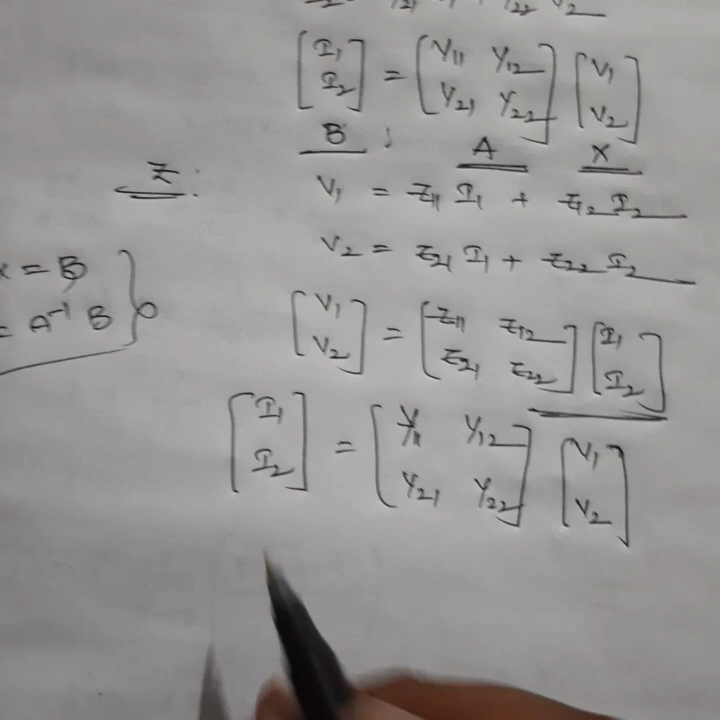 [I₁ I₂] = [Y₁₁ Y₁₂ Y₂₁ Y₂₂] [V₁ V₂]
B ; A X
Z:
V₁ = Z₁₁ I₁ + Z₁₂ I₂
V₂ = Z₂₁ I₁ + Z₂₂ I₂
= B
= A⁻¹ B
[V₁ V₂] = [Z₁₁ Z₁₂ Z₂₁ Z₂₂] [I₁ I₂]
[I₁ I₂] = [Y₁₁ Y₁₂ Y₂₁ Y₂₂] [V₁ V₂]